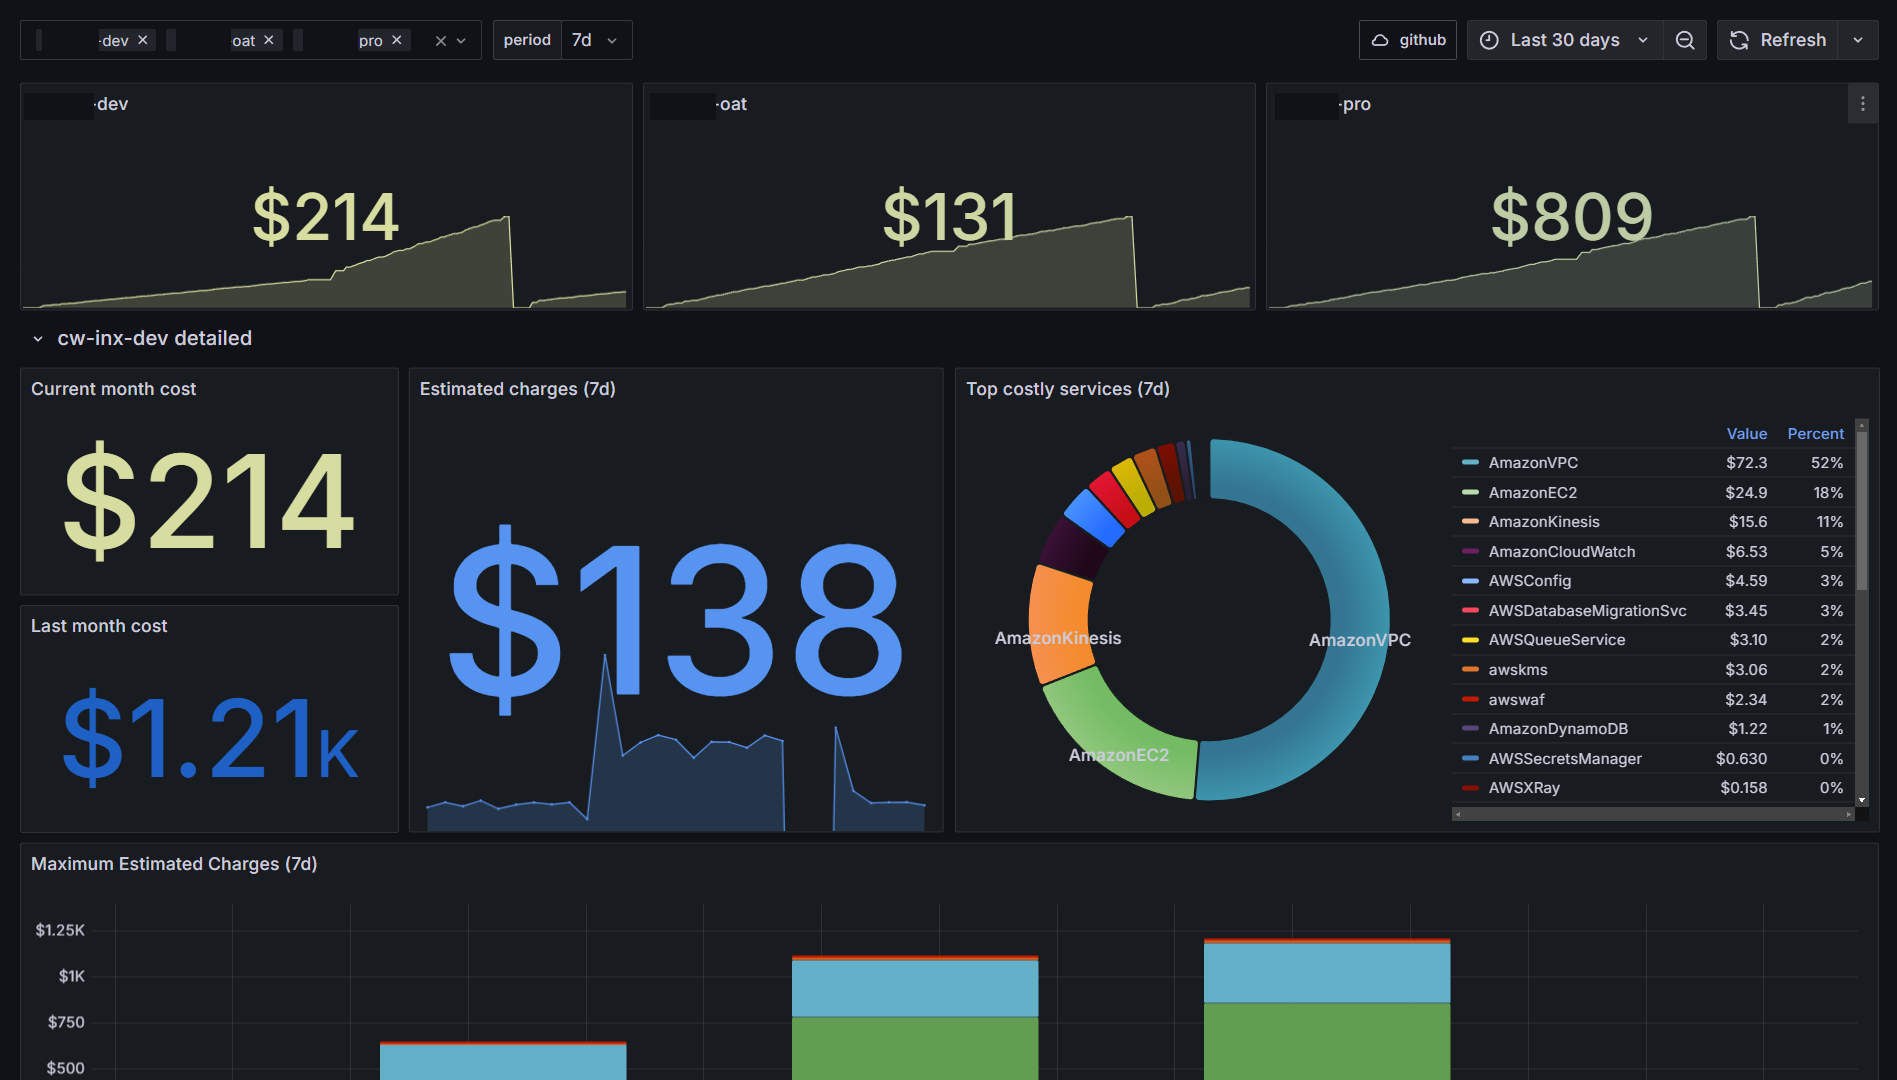 -dev oat pro period 7d github Last 30 days Refresh
-dev
$214
-oat
$131
-pro
$809
cw-inx-dev detailed
Current month cost
$214
Last month cost
$1.21K
Estimated charges (7d)
$138
Top costly services (7d)
AmazonKinesis
AmazonVPC
AmazonEC2
Value Percent
AmazonVPC $72.3 52%
AmazonEC2 $24.9 18%
AmazonKinesis $15.6 11%
AmazonCloudWatch $6.53 5%
AWSConfig $4.59 3%
AWSDatabaseMigrationSvc $3.45 3%
AWSQueueService $3.10 2%
awskms $3.06 2%
awswaf $2.34 2%
AmazonDynamoDB $1.22 1%
AWSSecretsManager $0.630 0%
AWSXRay $0.158 0%
Maximum Estimated Charges (7d)
$1.25K
$1K
$750
$500